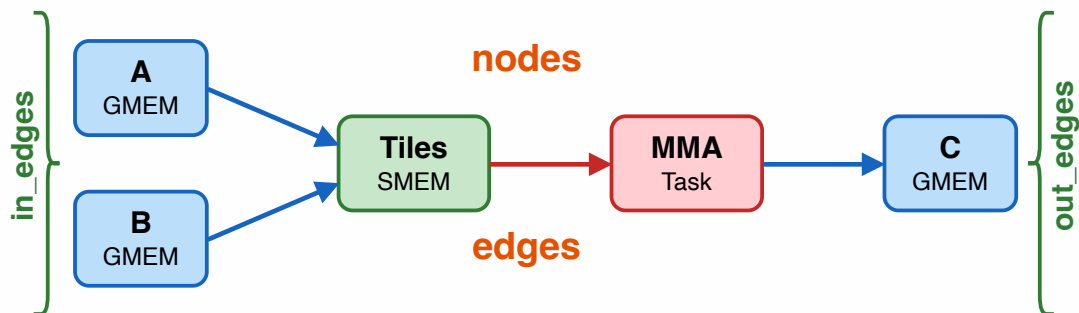 in_edges
A
GMEM
B
GMEM
nodes
Tiles
SMEM
MMA
Task
edges
C
GMEM
out_edges